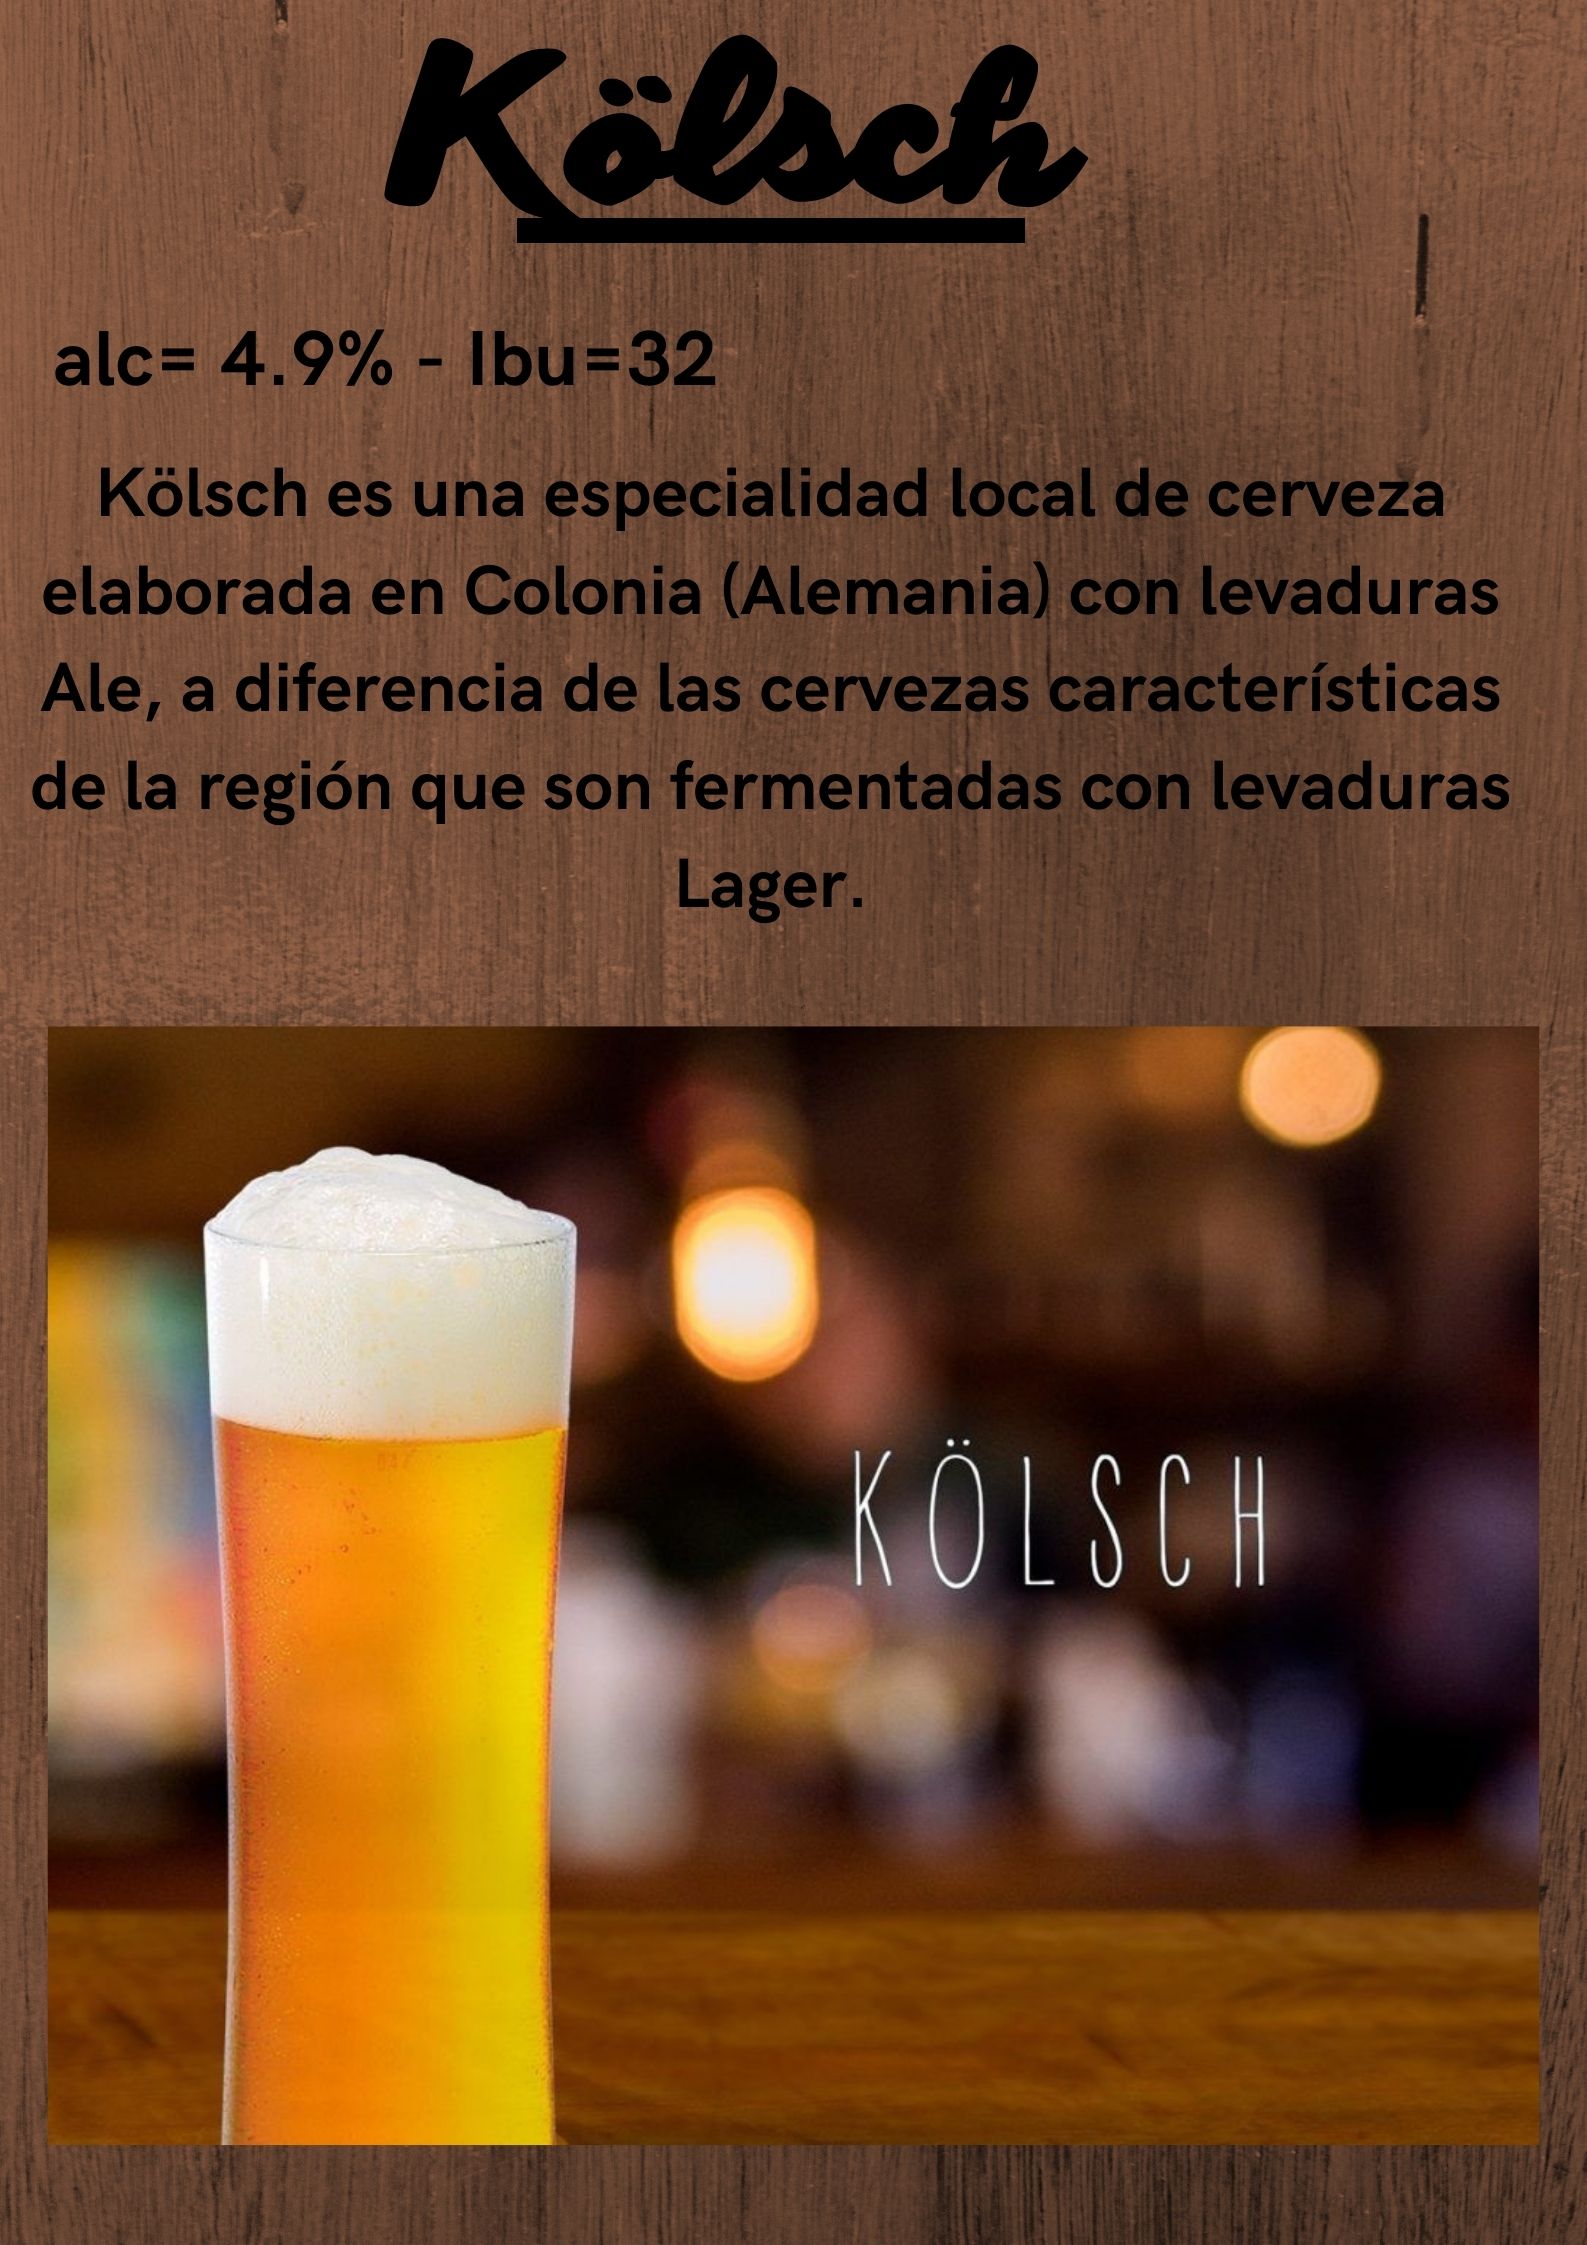 Kölsch
alc= 4.9% - Ibu=32
Kölsch es una especialidad local de cerveza
elaborada en Colonia (Alemania) con levaduras
Ale, a diferencia de las cervezas características
de la región que son fermentadas con levaduras
Lager.
KÖLSCH